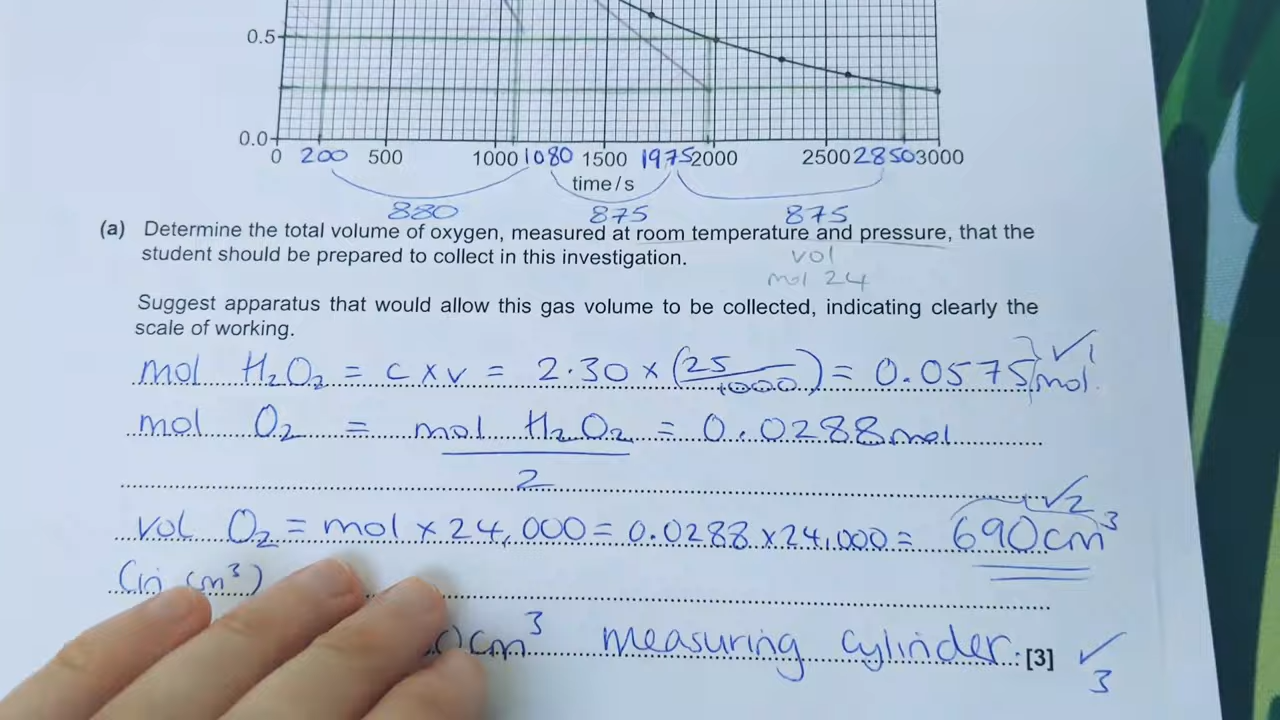 0.5
0.0
0 200 500 1000 1080 1500 1975 2000 2500 2850 3000
time/s
880 875 875
(a) Determine the total volume of oxygen, measured at room temperature and pressure, that the
student should be prepared to collect in this investigation.
vol
mol 24
Suggest apparatus that would allow this gas volume to be collected, indicating clearly the
scale of working.
mol H₂O₂ = c x v = 2.30 x (25/1000) = 0.0575 mol. ✓1
mol O₂ = mol H₂O₂ = 0.0288 mol
2
✓2
vol O₂ = mol x 24,000 = 0.0288 x 24,000 = 690cm³
(in cm³)
cm³ measuring cylinder. [3] ✓
3